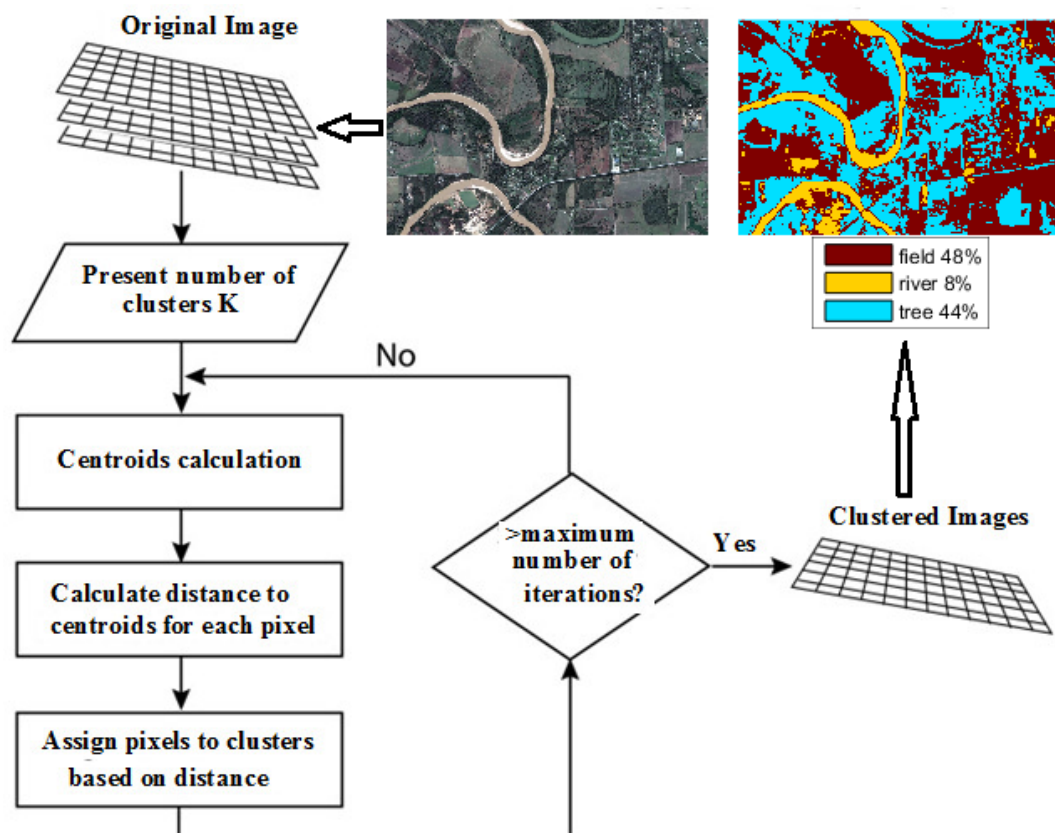 Original Image
Present number of
clusters K
No
Centroids calculation
Calculate distance to
centroids for each pixel
Assign pixels to clusters
based on distance
>maximum
number of
iterations?
Yes
Clustered Images
field 48%
river 8%
tree 44%